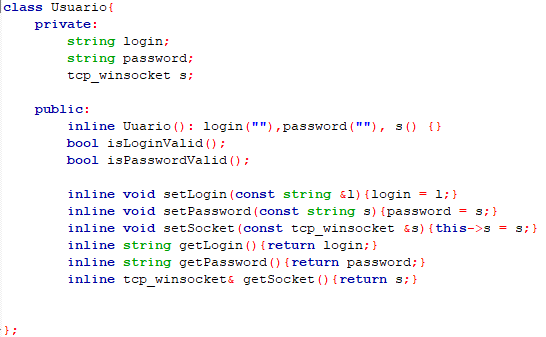 class Usuario{
private:
string login;
string password;
tcp_winsocket s;
public:
inline Uuario(): login(""),password(""), s() {}
bool isLoginValid();
bool isPasswordValid();
inline void setLogin(const string &l){login = l;}
inline void setPassword(const string s){password = s;}
inline void setSocket(const tcp_winsocket &s){this->s = s;}
inline string getLogin(){return login;}
inline string getPassword(){return password;}
inline tcp_winsocket& getSocket(){return s;}
};